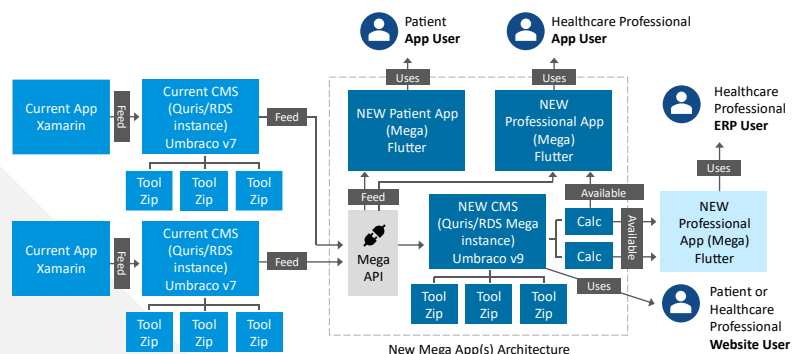 Patient
App User
Healthcare Professional
App User
Uses
Uses
Current App
Xamarin
Feed
Current CMS
(Quris/RDS
instance)
Umbraco v7
Feed
Tool
Zip
Tool
Zip
Tool
Zip
NEW Patient App
(Mega)
Flutter
NEW
Professional App
(Mega)
Flutter
Healthcare
Professional
ERP User
Uses
Feed
Available
Current App
Xamarin
Feed
Current CMS
(Quris/RDS
instance)
Umbraco v7
Feed
Tool
Zip
Tool
Zip
Tool
Zip
Mega
API
NEW CMS
(Quris/RDS Mega
instance)
Umbraco v9
Tool
Zip
Tool
Zip
Tool
Zip
Calc
Calc
Available
NEW
Professional
App (Mega)
Flutter
Uses
Patient or
Healthcare
Professional
Website User
New Mega App(s) Architecture